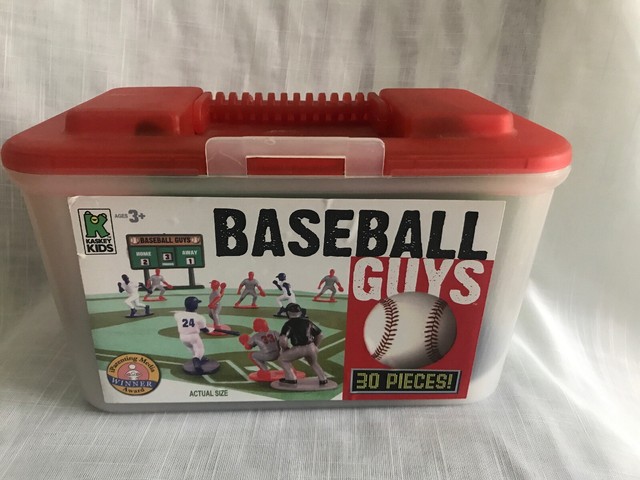 KASKEY
KIDS
AGES 3+
BASEBALL
GUYS
BASEBALL GUYS
HOME AWAY
2 3 1
24
Parenting Media
WINNER
Award
ACTUAL SIZE
30 PIECES!